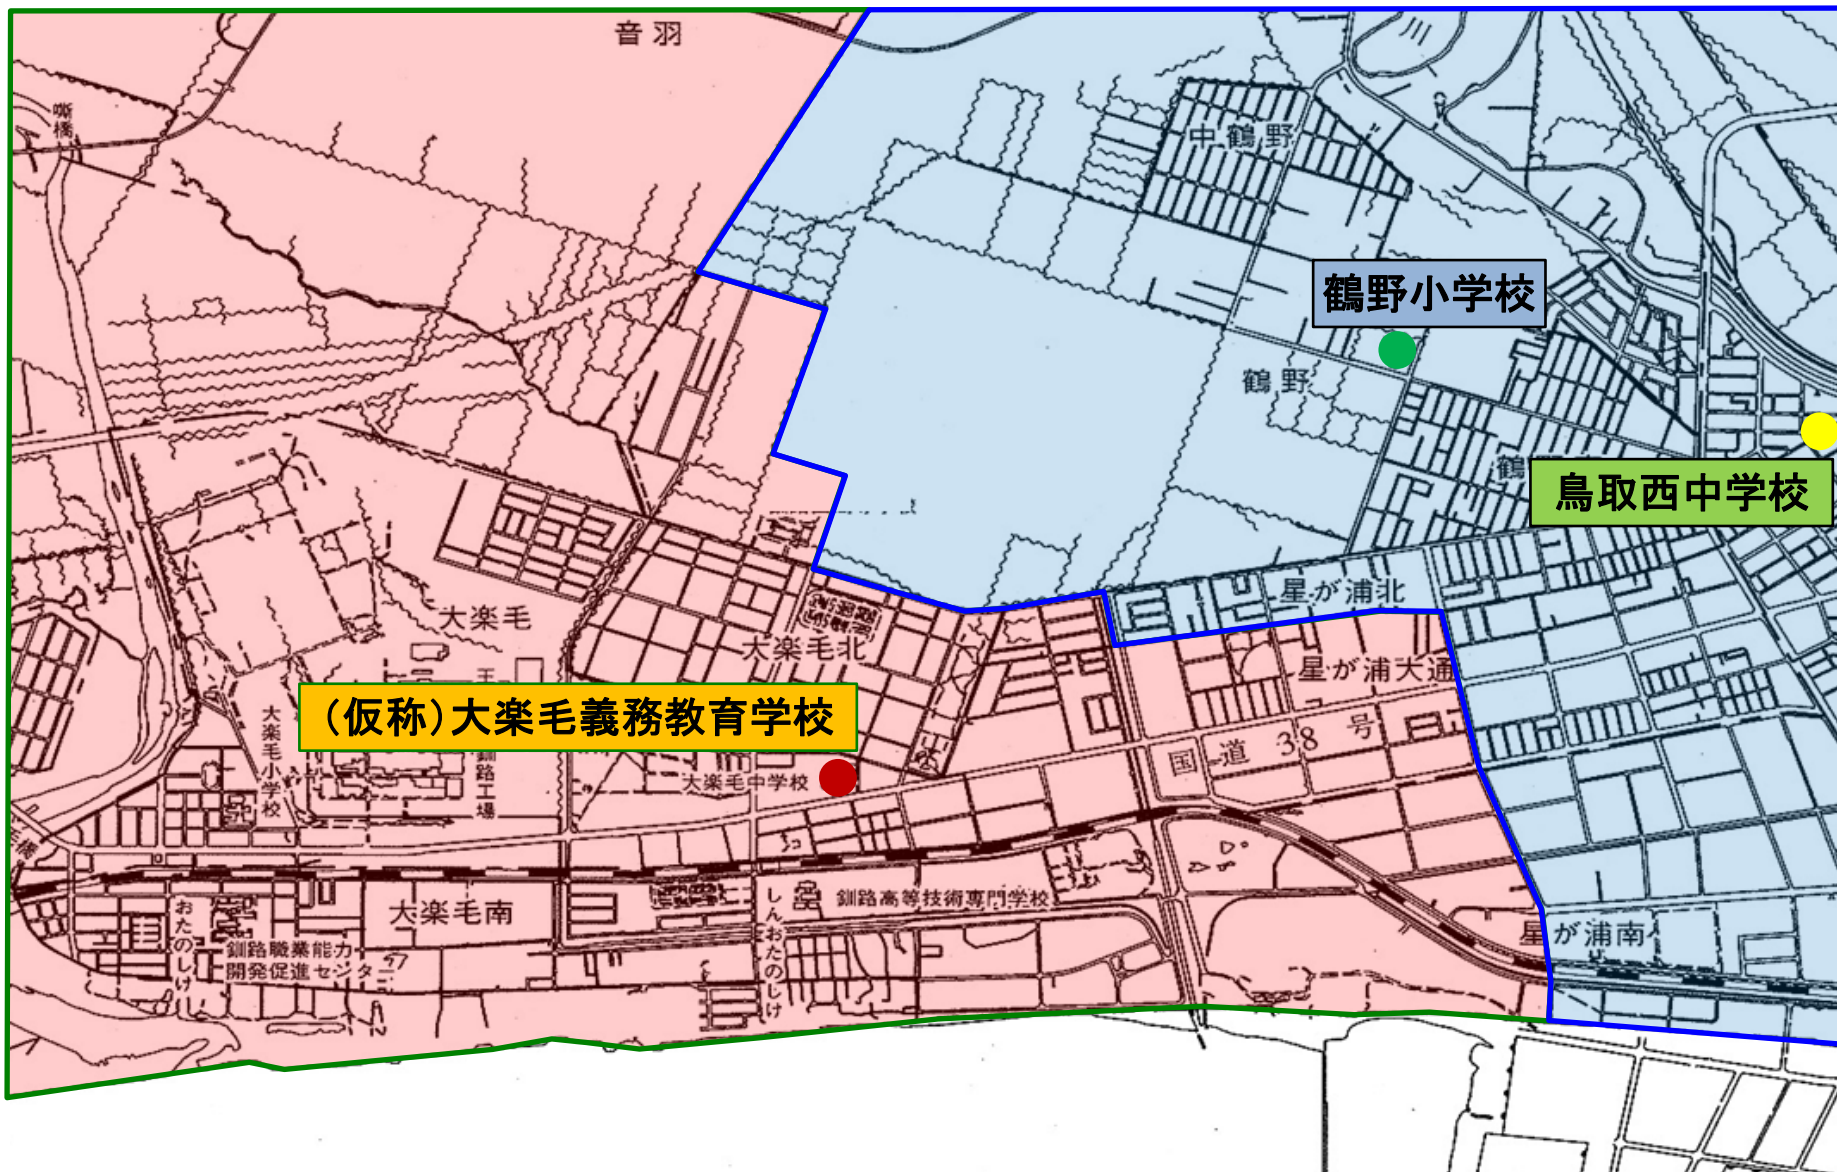 音羽
中鶴野
鶴野小学校
鶴野
鳥取西中学校
星が浦北
大楽毛
大楽毛北
星が浦大通
(仮称)大楽毛義務教育学校
国道38号
大楽毛小学校
釧路工場
大楽毛中学校
大楽毛南
釧路高等技術専門学校
おたのしけ
しんおたのしけ
釧路職業能力
開発促進センター
星が浦南